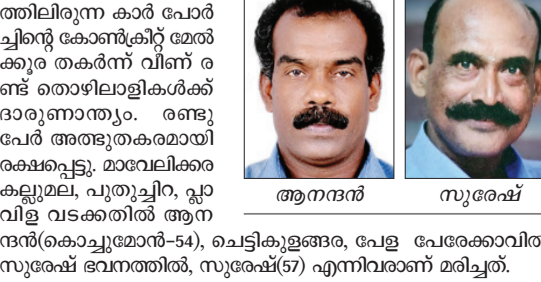 ത്തിലിരുന്ന കാർ പോർ
ച്ചിന്റെ കോൺക്രീറ്റ് മേൽ
ക്കൂര തകർന്ന് വീണ് ര
ണ്ട് തൊഴിലാളികൾക്ക്
ദാരുണാന്ത്യം. രണ്ടു
പേർ അത്ഭുതകരമായി
രക്ഷപ്പെട്ടു. മാവേലിക്കര
കല്ലുമല, പുതുച്ചിറ, പ്ലാ
വിള വടക്കതിൽ ആന
ന്ദൻ(കൊച്ചുമോൻ-54), ചെട്ടികുളങ്ങര, പേള പേരേക്കാവിൽ
സുരേഷ് ഭവനത്തിൽ, സുരേഷ്(57) എന്നിവരാണ് മരിച്ചത്.
ആനന്ദൻ
സുരേഷ്